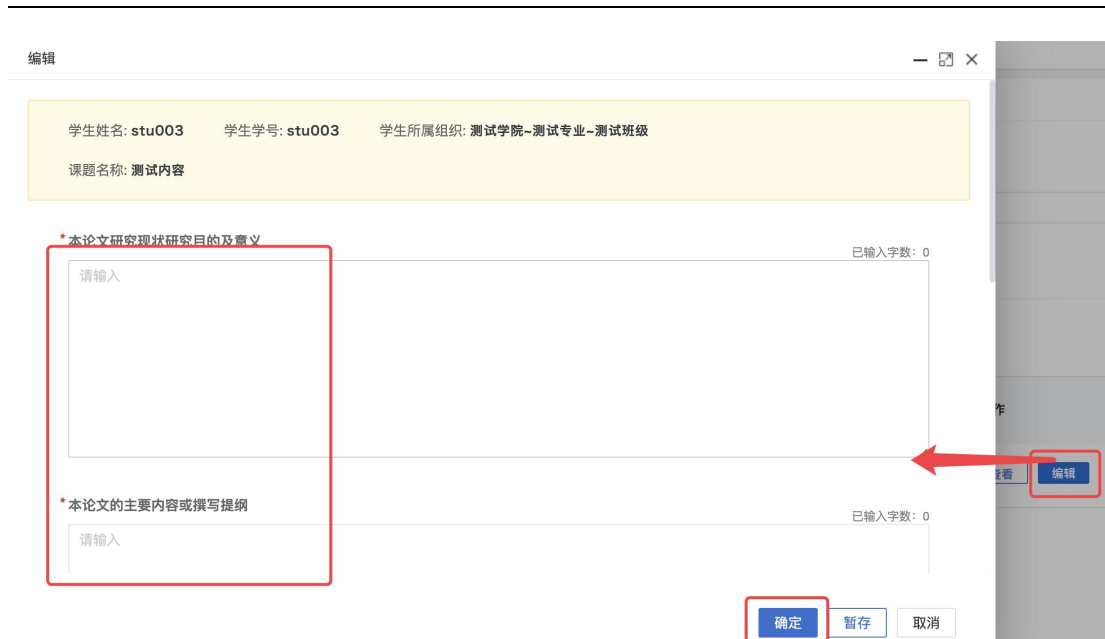 编辑
学生姓名: stu003 学生学号: stu003 学生所属组织: 测试学院~测试专业~测试班级
课题名称: 测试内容
*本论文研究现状研究目的及意义
已输入字数: 0
请输入
作
查看 编辑
*本论文的主要内容或撰写提纲
已输入字数: 0
请输入
确定 暂存 取消